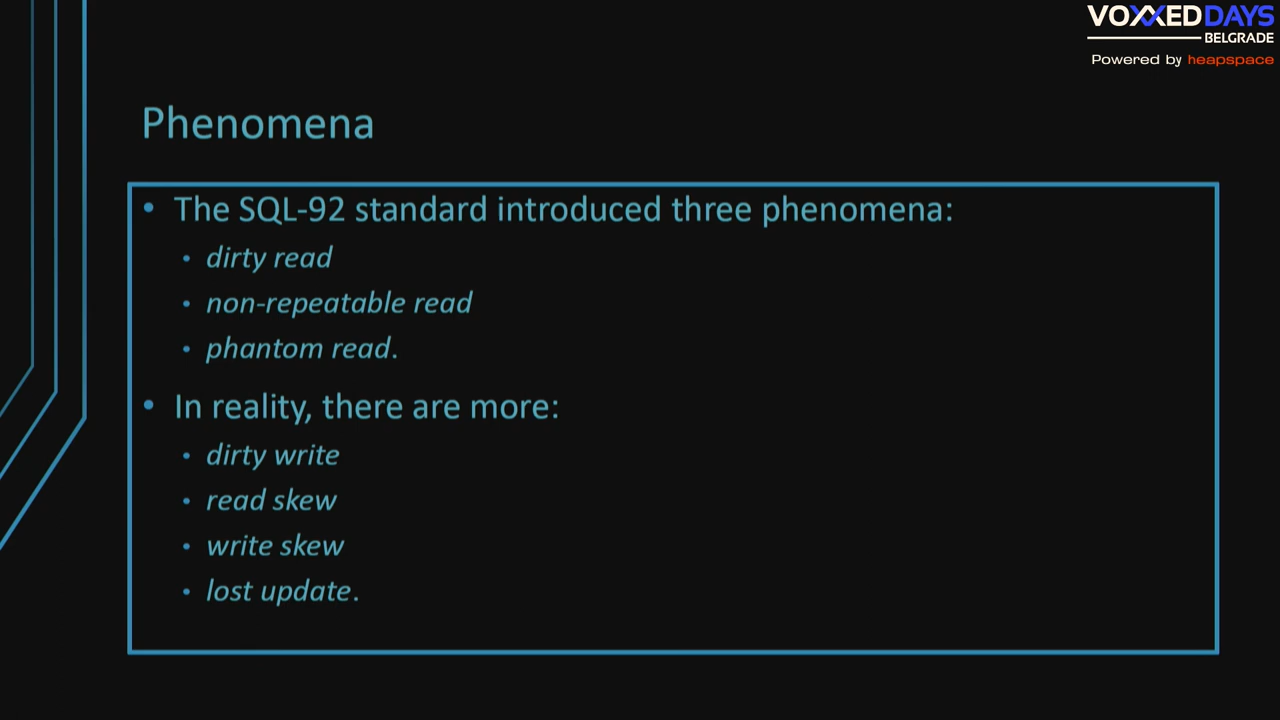 VOXXEDDAYS
BELGRADE
Powered by heapspace
Phenomena
• The SQL-92 standard introduced three phenomena:
• dirty read
• non-repeatable read
• phantom read.
• In reality, there are more:
• dirty write
• read skew
• write skew
• lost update.